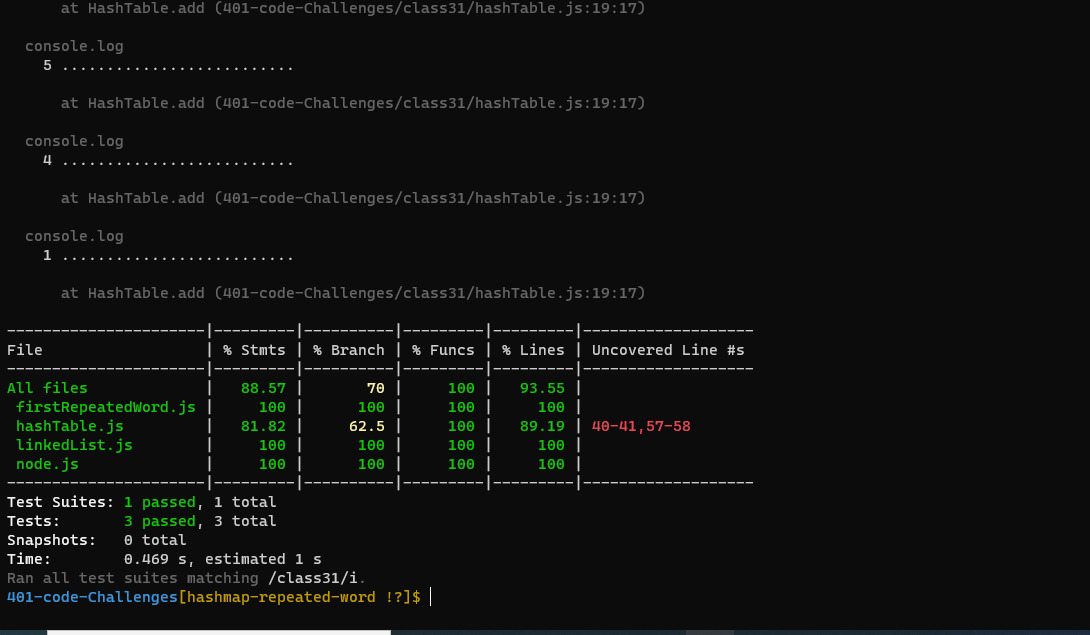 at HashTable.add (401-code-Challenges/class31/hashTable.js:19:17)
console.log
5 ..........................
at HashTable.add (401-code-Challenges/class31/hashTable.js:19:17)
console.log
4 ..........................
at HashTable.add (401-code-Challenges/class31/hashTable.js:19:17)
console.log
1 ..........................
at HashTable.add (401-code-Challenges/class31/hashTable.js:19:17)
----------------------|---------|----------|---------|---------|-------------------
File                  | % Stmts | % Branch | % Funcs | % Lines | Uncovered Line #s
----------------------|---------|----------|---------|---------|-------------------
All files             |   88.57 |       70 |     100 |   93.55 |
 firstRepeatedWord.js |     100 |      100 |     100 |     100 |
 hashTable.js         |   81.82 |     62.5 |     100 |   89.19 | 40-41,57-58
 linkedList.js        |     100 |      100 |     100 |     100 |
 node.js              |     100 |      100 |     100 |     100 |
----------------------|---------|----------|---------|---------|-------------------
Test Suites: 1 passed, 1 total
Tests:       3 passed, 3 total
Snapshots:   0 total
Time:        0.469 s, estimated 1 s
Ran all test suites matching /class31/i.
401-code-Challenges[hashmap-repeated-word !?]$